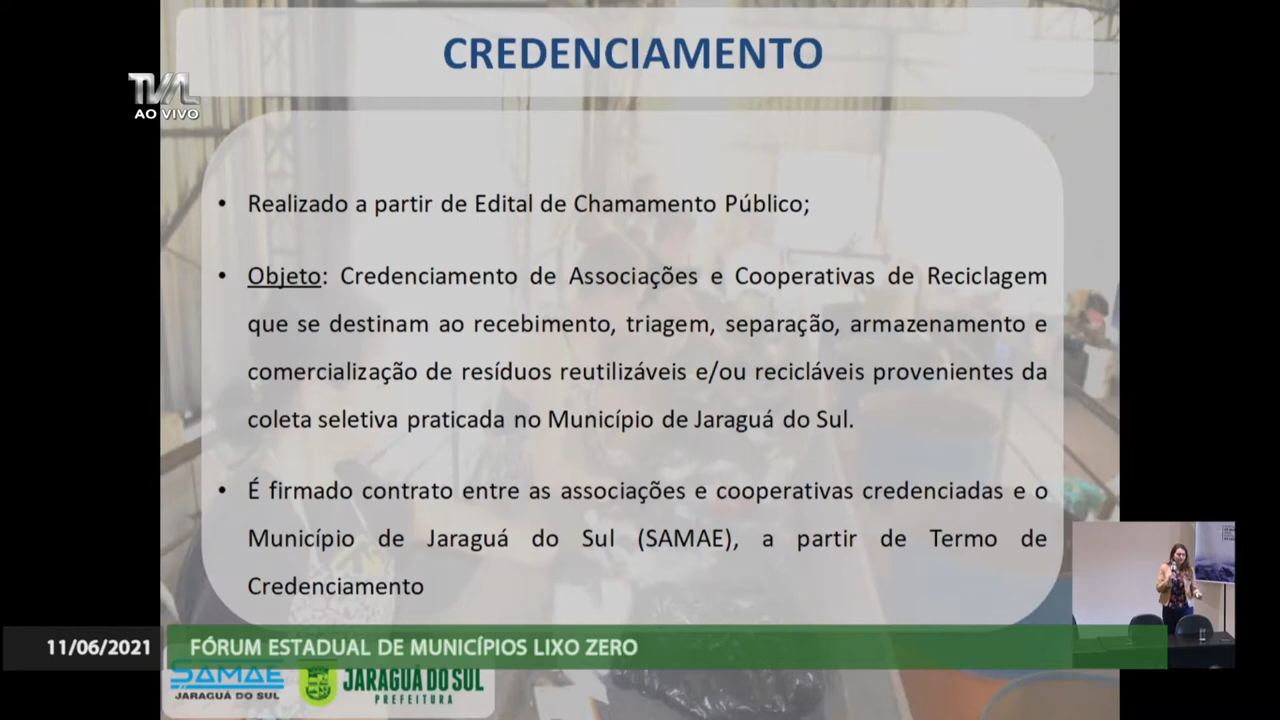 CREDENCIAMENTO
TVAL
AO VIVO
• Realizado a partir de Edital de Chamamento Público;
• Objeto: Credenciamento de Associações e Cooperativas de Reciclagem
que se destinam ao recebimento, triagem, separação, armazenamento e
comercialização de resíduos reutilizáveis e/ou recicláveis provenientes da
coleta seletiva praticada no Município de Jaraguá do Sul.
• É firmado contrato entre as associações e cooperativas credenciadas e o
Município de Jaraguá do Sul (SAMAE), a partir de Termo de
Credenciamento
11/06/2021
FÓRUM ESTADUAL DE MUNICÍPIOS LIXO ZERO
SAMAE
JARAGUÁ DO SUL
JARAGUÁ DO SUL
PREFEITURA